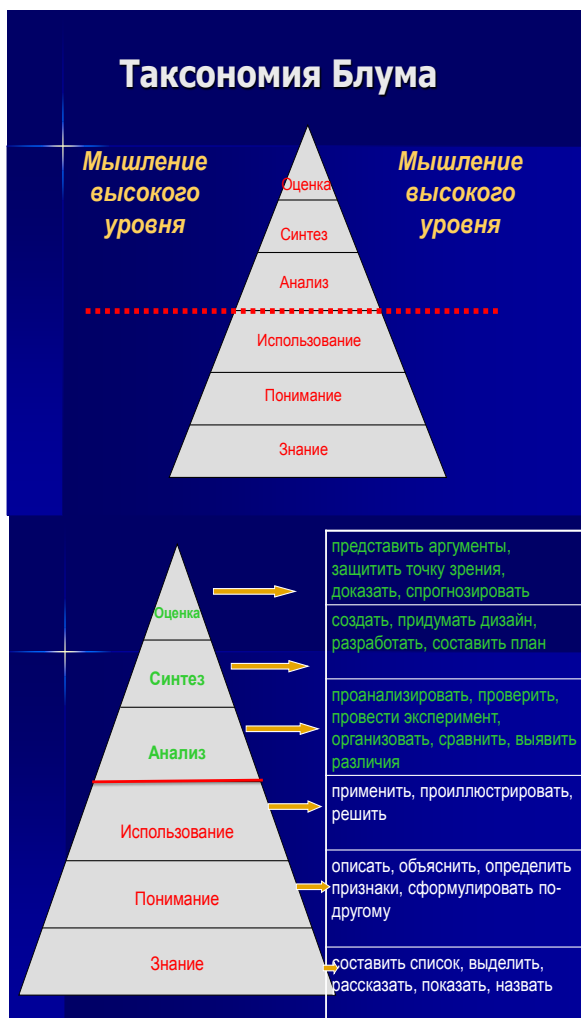 Таксономия Блума
Мышление
высокого
уровня
Мышление
высокого
уровня
Оценка
Синтез
Анализ
Использование
Понимание
Знание
Оценка
представить аргументы,
защитить точку зрения,
доказать, спрогнозировать
Синтез
создать, придумать дизайн,
разработать, составить план
Анализ
проанализировать, проверить,
провести эксперимент,
организовать, сравнить, выявить
различия
Использование
применить, проиллюстрировать,
решить
Понимание
описать, объяснить, определить
признаки, сформулировать по-
другому
Знание
составить список, выделить,
рассказать, показать, назвать